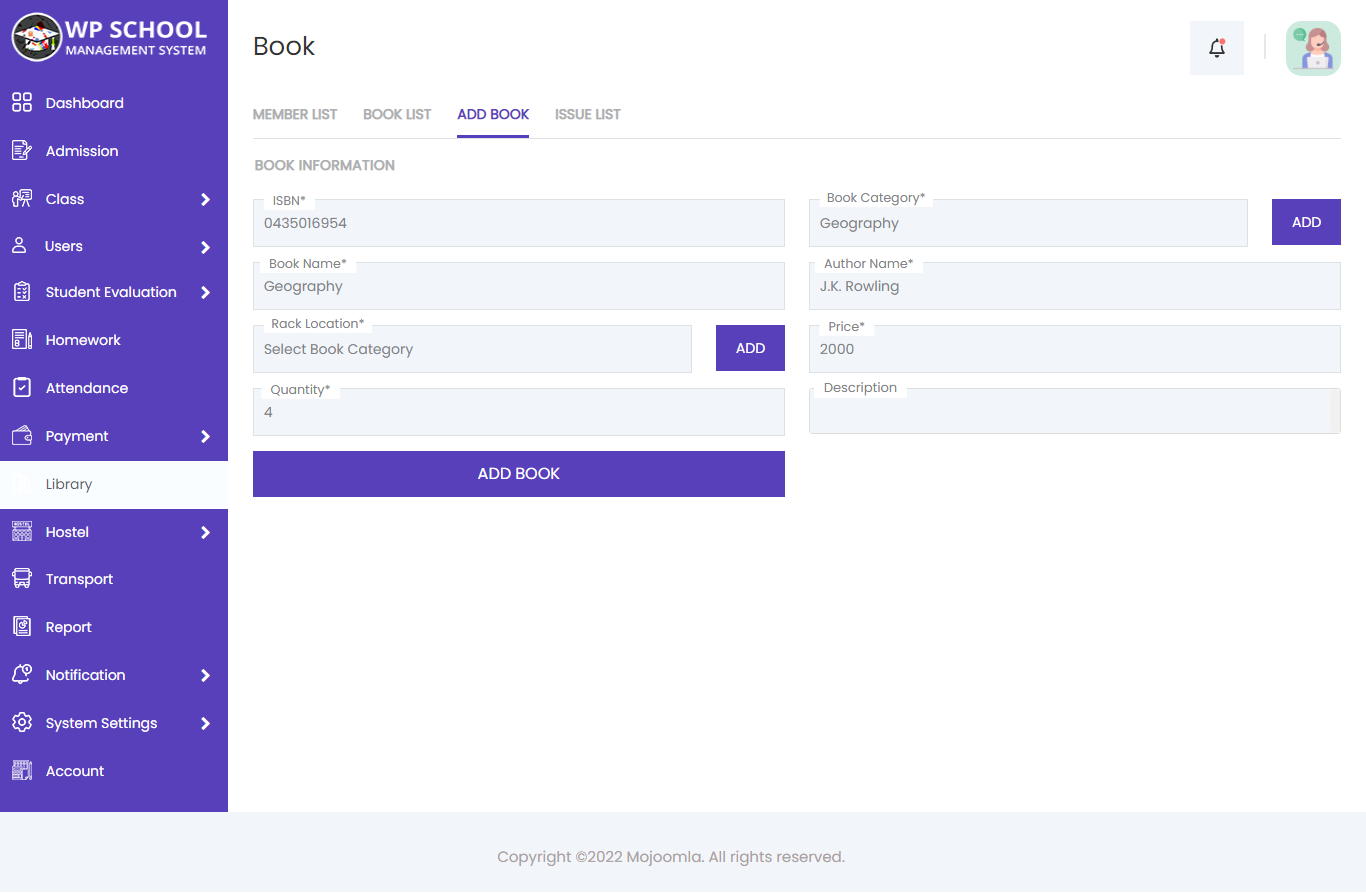 WP SCHOOL
MANAGEMENT SYSTEM
Dashboard
Admission
Class
Users
Student Evaluation
Homework
Attendance
Payment
Library
Hostel
Transport
Report
Notification
System Settings
Account
Book
MEMBER LIST BOOK LIST ADD BOOK ISSUE LIST
BOOK INFORMATION
ISBN*
0435016954
Book Category*
Geography
ADD
Book Name*
Geography
Author Name*
J.K. Rowling
Rack Location*
Select Book Category
ADD
Price*
2000
Quantity*
4
Description
ADD BOOK
Copyright ©2022 Mojoomla. All rights reserved.